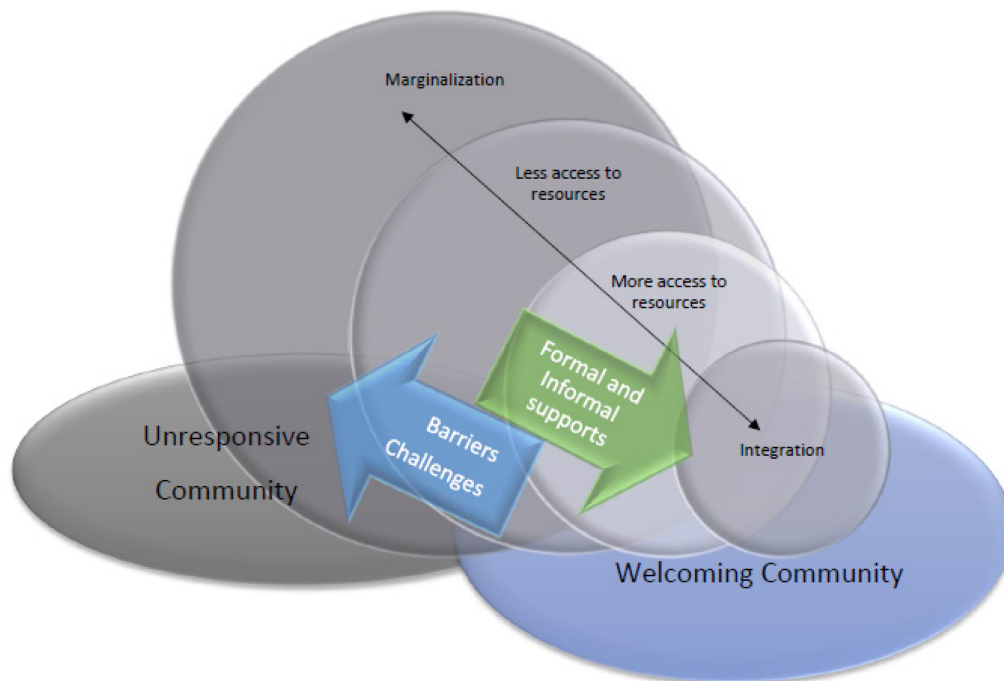 Marginalization
Less access to
resources
More access to
resources
Formal and
Informal
supports
Barriers
Challenges
Unresponsive
Community
Integration
Welcoming Community